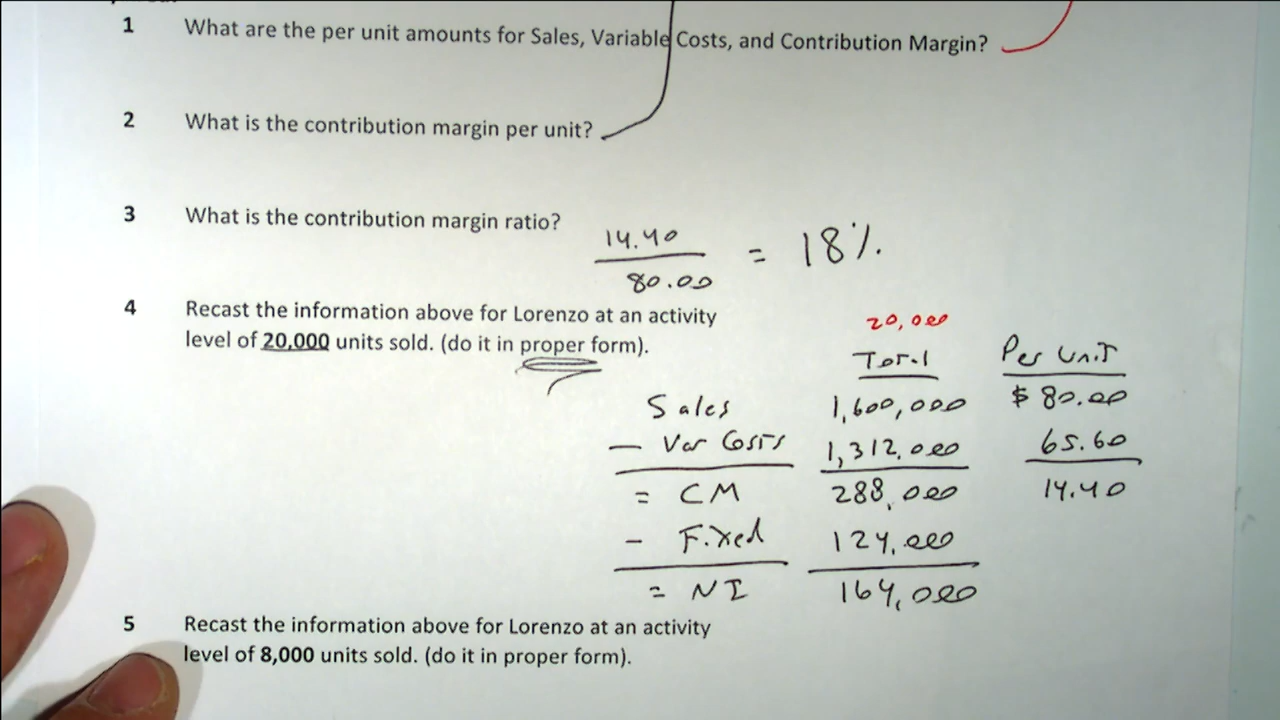 1 What are the per unit amounts for Sales, Variable Costs, and Contribution Margin?
2 What is the contribution margin per unit?
3 What is the contribution margin ratio?
14.40
80.00
= 18%
4 Recast the information above for Lorenzo at an activity
level of 20,000 units sold. (do it in proper form).
20,000
Total Per Unit
Sales 1,600,000 $ 80.00
– Var Costs 1,312,000 65.60
= CM 288,000 14.40
– Fixed 124,000
= NI 164,000
5 Recast the information above for Lorenzo at an activity
level of 8,000 units sold. (do it in proper form).